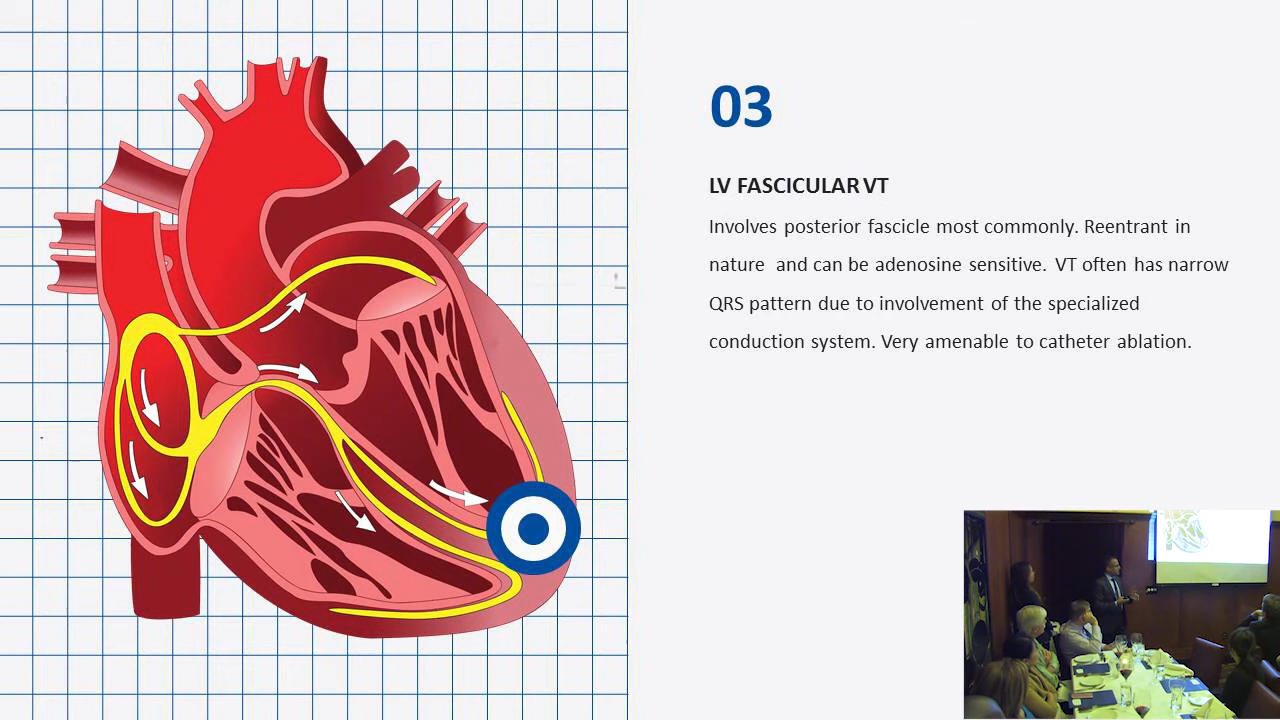 03
LV FASCICULAR VT
Involves posterior fascicle most commonly. Reentrant in
nature and can be adenosine sensitive. VT often has narrow
QRS pattern due to involvement of the specialized
conduction system. Very amenable to catheter ablation.